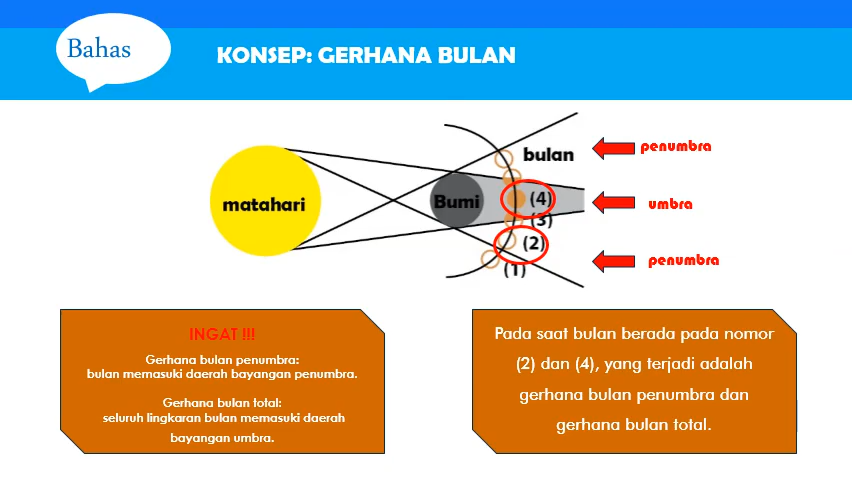 Bahas
KONSEP: GERHANA BULAN
bulan
penumbra
matahari
Bumi
(4)
umbra
(3)
(2)
(1)
penumbra
INGAT !!!
Gerhana bulan penumbra:
bulan memasuki daerah bayangan penumbra.
Gerhana bulan total:
seluruh lingkaran bulan memasuki daerah
bayangan umbra.
Pada saat bulan berada pada nomor
(2) dan (4), yang terjadi adalah
gerhana bulan penumbra dan
gerhana bulan total.